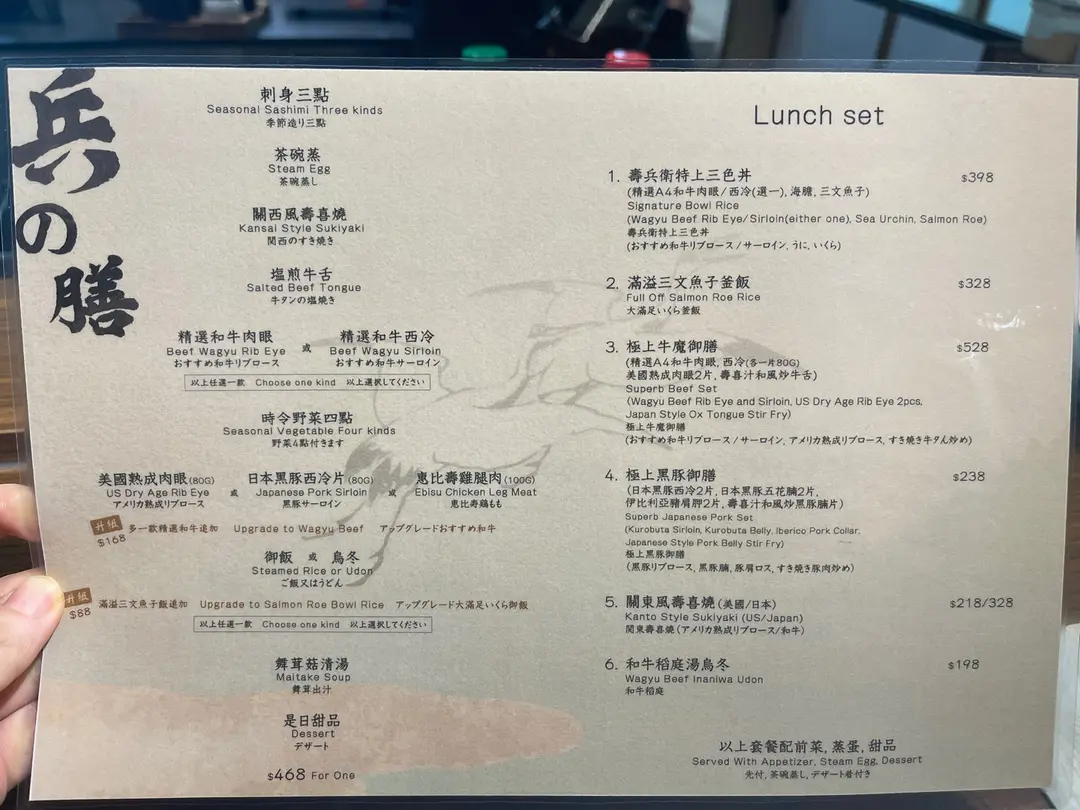 兵の膳
刺身三點
Seasonal Sashimi Three kinds
季節造り三點
茶碗蒸
Steam Egg
茶碗蒸し
關西風壽喜燒
Kansai Style Sukiyaki
関西のすき焼き
塩煎牛舌
Salted Beef Tongue
牛タンの塩焼き
精選和牛肉眼 或 精選和牛西冷
Beef Wagyu Rib Eye Beef Wagyu Sirloin
おすすめ和牛リブロース おすすめ和牛サーロイン
以上任選一款 Choose one kind 以上選択してください
時令野菜四點
Seasonal Vegetable Four kinds
野菜4點付きます
美國熟成肉眼(80G) 或 日本黑豚西冷片(80G) 或 恵比壽雞腿肉(100G)
US Dry Age Rib Eye Japanese Pork Sirloin Ebisu Chicken Leg Meat
アメリカ熟成リブロース 黒豚サーロイン 恵比寿鶏もも
升級 $168 多一款精選和牛追加 Upgrade to Wagyu Beef アップグレードおすすめ和牛
御飯 或 烏冬
Steamed Rice or Udon
ご飯又はうどん
升級 $88 滿溢三文魚子飯追加 Upgrade to Salmon Roe Bowl Rice アップグレード大滿足いくら御飯
以上任選一款 Choose one kind 以上選択してください
舞茸菇清湯
Maitake Soup
舞茸出汁
是日甜品
Dessert
デザート
$468 For One
Lunch set
1. 壽兵衛特上三色丼 $398
(精選A4和牛肉眼/西冷(選一), 海膽, 三文魚子)
Signature Bowl Rice
(Wagyu Beef Rib Eye/Sirloin(either one), Sea Urchin, Salmon Roe)
壽兵衛特上三色丼
(おすすめ和牛リブロース/サーロイン, うに, いくら)
2. 滿溢三文魚子釜飯 $328
Full Off Salmon Roe Rice
大滿足いくら釜飯
3. 極上牛魔御膳 $528
(精選A4和牛肉眼, 西冷(各一片80G)
美國熟成肉眼2片, 壽喜汁和風炒牛舌)
Superb Beef Set
(Wagyu Beef Rib Eye and Sirloin, US Dry Age Rib Eye 2pcs,
Japan Style Ox Tongue Stir Fry)
極上牛魔御膳
(おすすめ和牛リブロース/サーロイン, アメリカ熟成リブロース, すき焼き牛タん炒め)
4. 極上黑豚御膳 $238
(日本黑豚西冷2片, 日本黑豚五花腩2片,
伊比利亞豬肩胛2片, 壽喜汁和風炒黑豚腩片)
Superb Japanese Pork Set
(Kurobuta Sirloin, Kurobuta Belly, Iberico Pork Collar,
Japanese Style Pork Belly Stir Fry)
極上黒豚御膳
(黒豚リブロース, 黒豚腩, 豚肩ロス, すき焼き豚肉炒め)
5. 關東風壽喜燒(美國/日本) $218/328
Kanto Style Sukiyaki (US/Japan)
関東壽喜燒(アメリカ熟成リブロース/和牛)
6. 和牛稻庭湯烏冬 $198
Wagyu Beef Inaniwa Udon
和牛稻庭
以上套餐配前菜, 蒸蛋, 甜品
Served With Appetizer, Steam Egg, Dessert
先付, 茶碗蒸し, デザート着付き